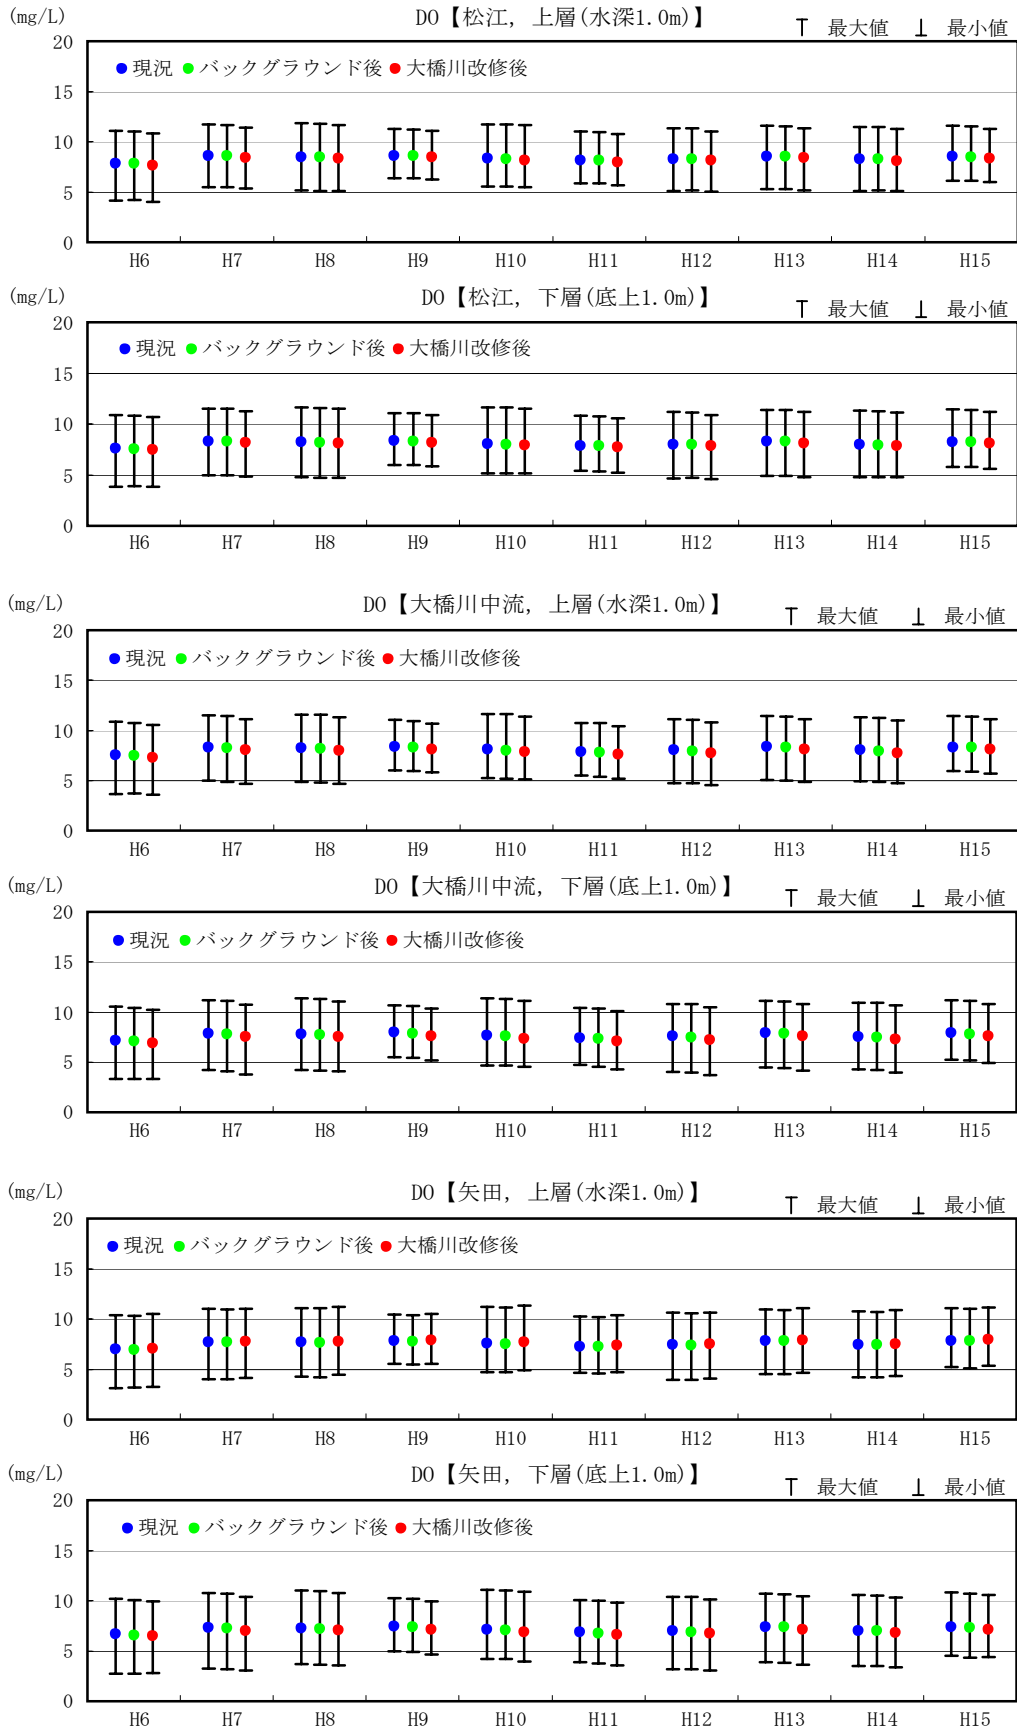 (mg/L) DO【松江, 上層(水深1.0m)】 最大値 最小値
20
● 現況 ● バックグラウンド後 ● 大橋川改修後
15
10
5
0
H6 H7 H8 H9 H10 H11 H12 H13 H14 H15
(mg/L) DO【松江, 下層(底上1.0m)】 最大値 最小値
20
● 現況 ● バックグラウンド後 ● 大橋川改修後
15
10
5
0
H6 H7 H8 H9 H10 H11 H12 H13 H14 H15
(mg/L) DO【大橋川中流, 上層(水深1.0m)】 最大値 最小値
20
● 現況 ● バックグラウンド後 ● 大橋川改修後
15
10
5
0
H6 H7 H8 H9 H10 H11 H12 H13 H14 H15
(mg/L) DO【大橋川中流, 下層(底上1.0m)】 最大値 最小値
20
● 現況 ● バックグラウンド後 ● 大橋川改修後
15
10
5
0
H6 H7 H8 H9 H10 H11 H12 H13 H14 H15
(mg/L) DO【矢田, 上層(水深1.0m)】 最大値 最小値
20
● 現況 ● バックグラウンド後 ● 大橋川改修後
15
10
5
0
H6 H7 H8 H9 H10 H11 H12 H13 H14 H15
(mg/L) DO【矢田, 下層(底上1.0m)】 最大値 最小値
20
● 現況 ● バックグラウンド後 ● 大橋川改修後
15
10
5
0
H6 H7 H8 H9 H10 H11 H12 H13 H14 H15